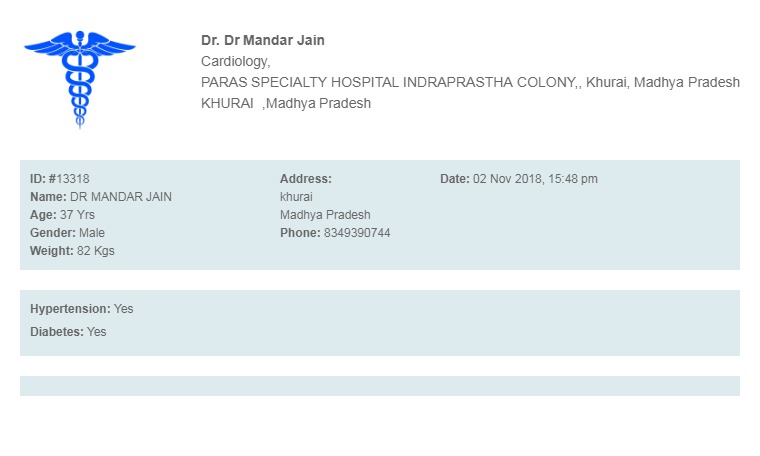 Dr. Dr Mandar Jain
Cardiology,
PARAS SPECIALTY HOSPITAL INDRAPRASTHA COLONY,, Khurai, Madhya Pradesh
KHURAI ,Madhya Pradesh
ID: #13318
Name: DR MANDAR JAIN
Age: 37 Yrs
Gender: Male
Weight: 82 Kgs
Address:
khurai
Madhya Pradesh
Phone: 8349390744
Date: 02 Nov 2018, 15:48 pm
Hypertension: Yes
Diabetes: Yes